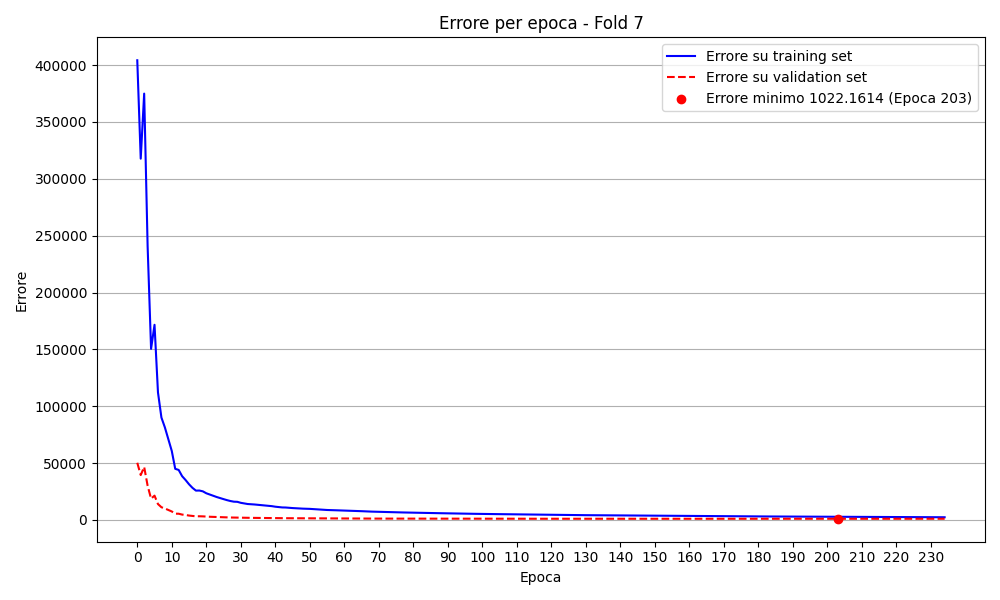 Errore per epoca - Fold 7
Errore su training set
Errore su validation set
Errore minimo 1022.1614 (Epoca 203)
Errore
400000
350000
300000
250000
200000
150000
100000
50000
0
0 10 20 30 40 50 60 70 80 90 100 110 120 130 140 150 160 170 180 190 200 210 220 230
Epoca